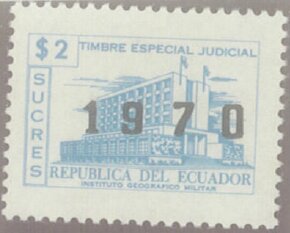 $2 TIMBRE ESPECIAL JUDICIAL
SUCRES
1970
REPUBLICA DEL ECUADOR
INSTITUTO GEOGRAFICO MILITAR